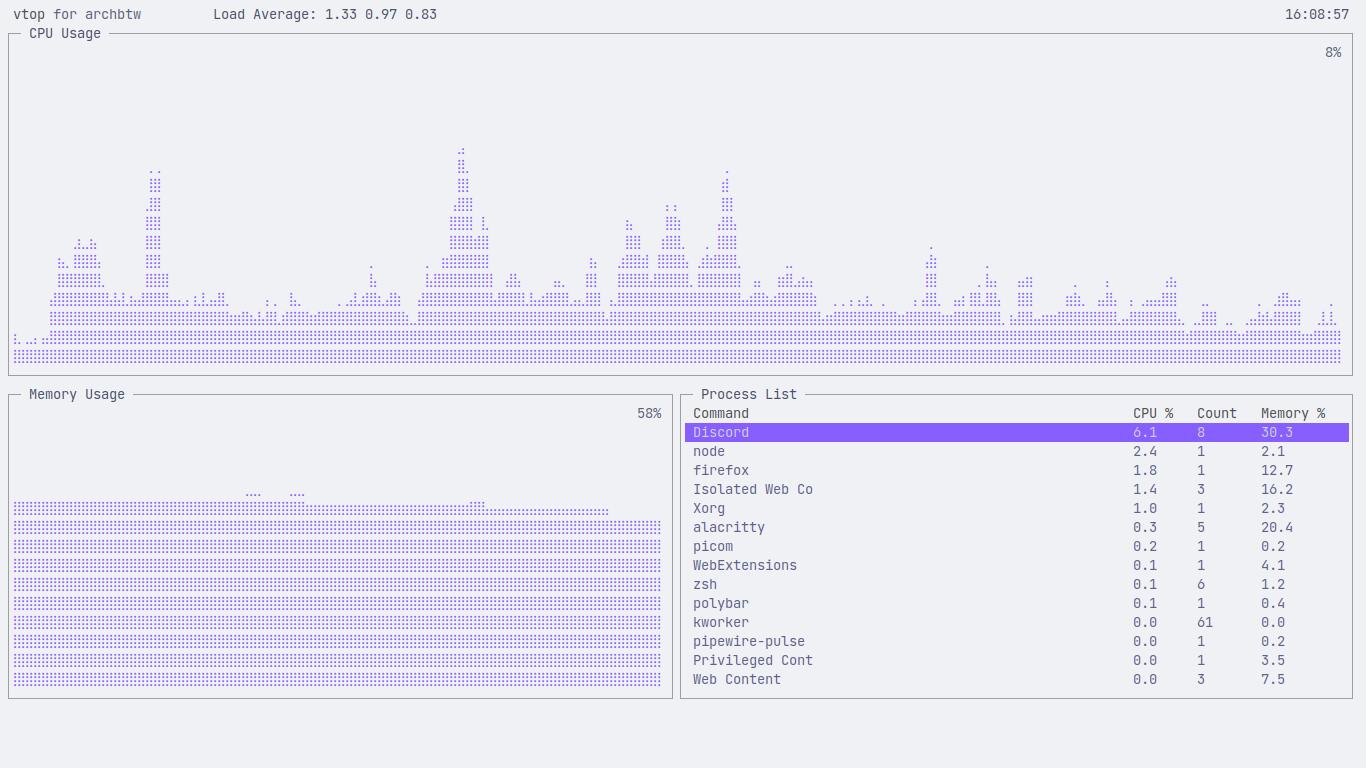 vtop for archbtw Load Average: 1.33 0.97 0.83 16:08:57
CPU Usage
8%
Memory Usage
58%
Process List
Command CPU % Count Memory %
Discord 6.1 8 30.3
node 2.4 1 2.1
firefox 1.8 1 12.7
Isolated Web Co 1.4 3 16.2
Xorg 1.0 1 2.3
alacritty 0.3 5 20.4
picom 0.2 1 0.2
WebExtensions 0.1 1 4.1
zsh 0.1 6 1.2
polybar 0.1 1 0.4
kworker 0.0 61 0.0
pipewire-pulse 0.0 1 0.2
Privileged Cont 0.0 1 3.5
Web Content 0.0 3 7.5